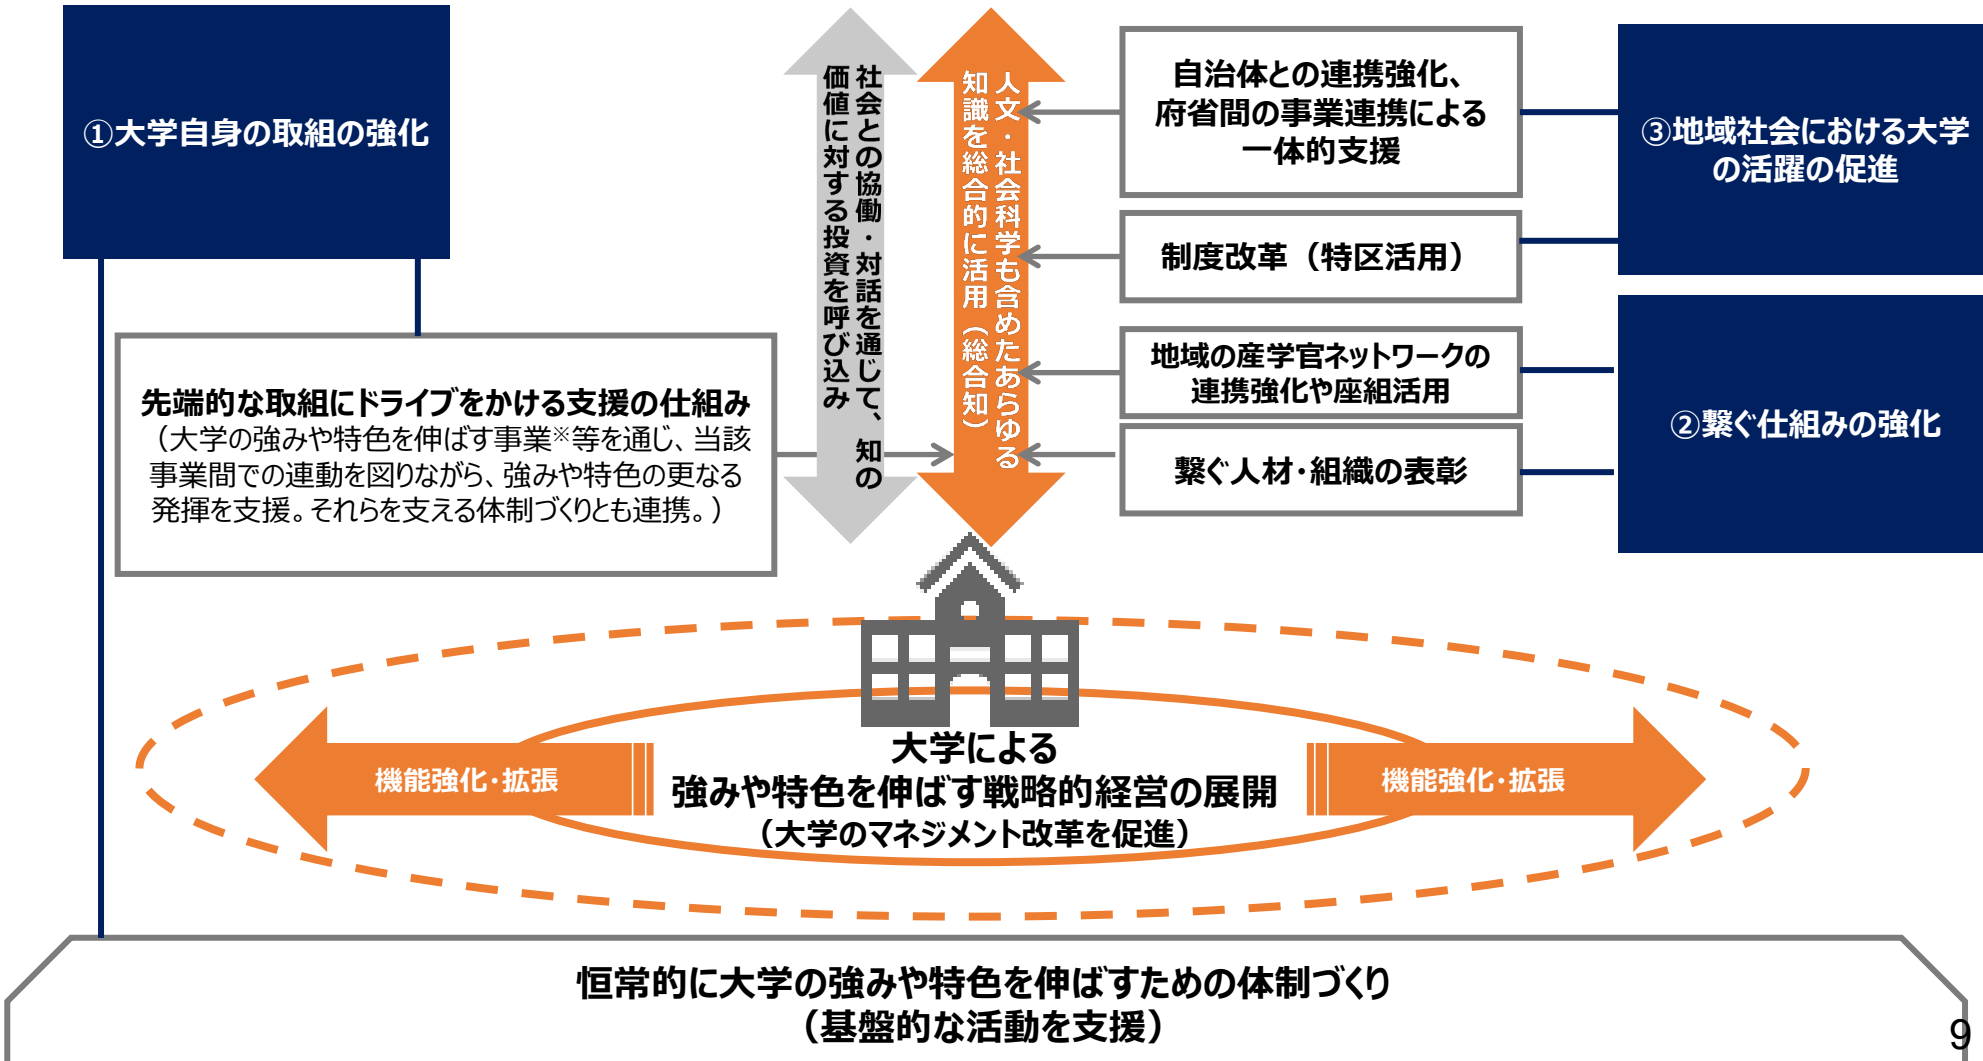 ①大学自身の取組の強化
先端的な取組にドライブをかける支援の仕組み
（大学の強みや特色を伸ばす事業※等を通じ、当該
事業間での連動を図りながら、強みや特色の更なる
発揮を支援。それらを支える体制づくりとも連携。）
社会との協働・対話を通じて、知の
価値に対する投資を呼び込み
人文・社会科学も含めたあらゆる
知識を総合的に活用（総合知）
自治体との連携強化、
府省間の事業連携による
一体的支援
制度改革（特区活用）
地域の産学官ネットワークの
連携強化や座組活用
繋ぐ人材・組織の表彰
③地域社会における大学
の活躍の促進
②繋ぐ仕組みの強化
機能強化・拡張
大学による
強みや特色を伸ばす戦略的経営の展開
（大学のマネジメント改革を促進）
機能強化・拡張
恒常的に大学の強みや特色を伸ばすための体制づくり
（基盤的な活動を支援）
9